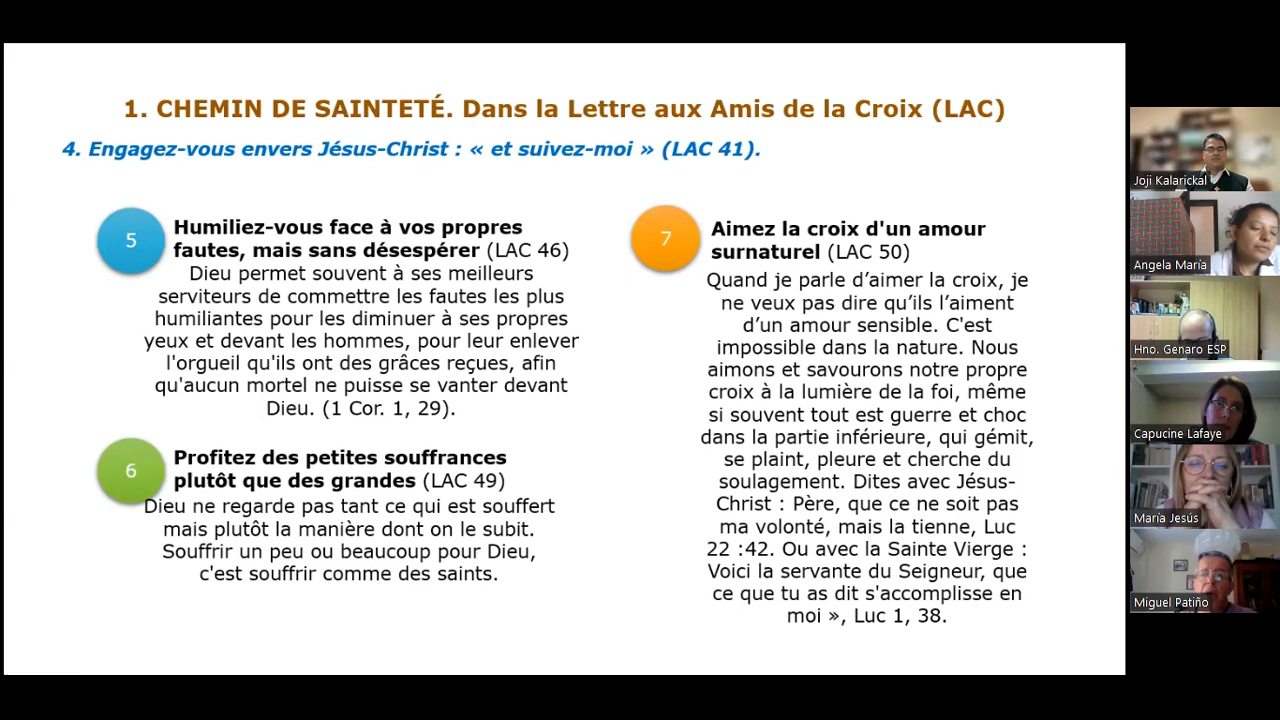 1. CHEMIN DE SAINTETÉ. Dans la Lettre aux Amis de la Croix (LAC)
4. Engagez-vous envers Jésus-Christ : « et suivez-moi » (LAC 41).
5
Humiliez-vous face à vos propres
fautes, mais sans désespérer (LAC 46)
Dieu permet souvent à ses meilleurs
serviteurs de commettre les fautes les plus
humiliantes pour les diminuer à ses propres
yeux et devant les hommes, pour leur enlever
l'orgueil qu'ils ont des grâces reçues, afin
qu'aucun mortel ne puisse se vanter devant
Dieu. (1 Cor. 1, 29).
6
Profitez des petites souffrances
plutôt que des grandes (LAC 49)
Dieu ne regarde pas tant ce qui est souffert
mais plutôt la manière dont on le subit.
Souffrir un peu ou beaucoup pour Dieu,
c'est souffrir comme des saints.
7
Aimez la croix d'un amour
surnaturel (LAC 50)
Quand je parle d’aimer la croix, je
ne veux pas dire qu’ils l’aiment
d’un amour sensible. C'est
impossible dans la nature. Nous
aimons et savourons notre propre
croix à la lumière de la foi, même
si souvent tout est guerre et choc
dans la partie inférieure, qui gémit,
se plaint, pleure et cherche du
soulagement. Dites avec Jésus-
Christ : Père, que ce ne soit pas
ma volonté, mais la tienne, Luc
22 :42. Ou avec la Sainte Vierge :
Voici la servante du Seigneur, que
ce que tu as dit s'accomplisse en
moi », Luc 1, 38.
Joji Kalarickal
Angela María
Hno. Genaro ESP
Capucine Lafaye
María Jesús
Miguel Patiño